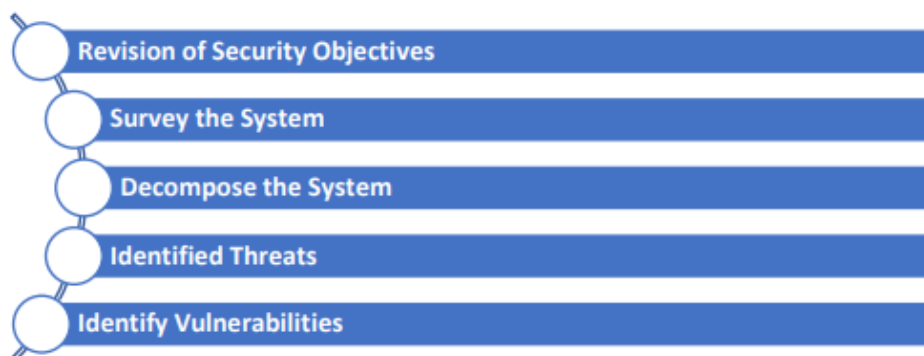 Revision of Security Objectives
Survey the System
Decompose the System
Identified Threats
Identify Vulnerabilities